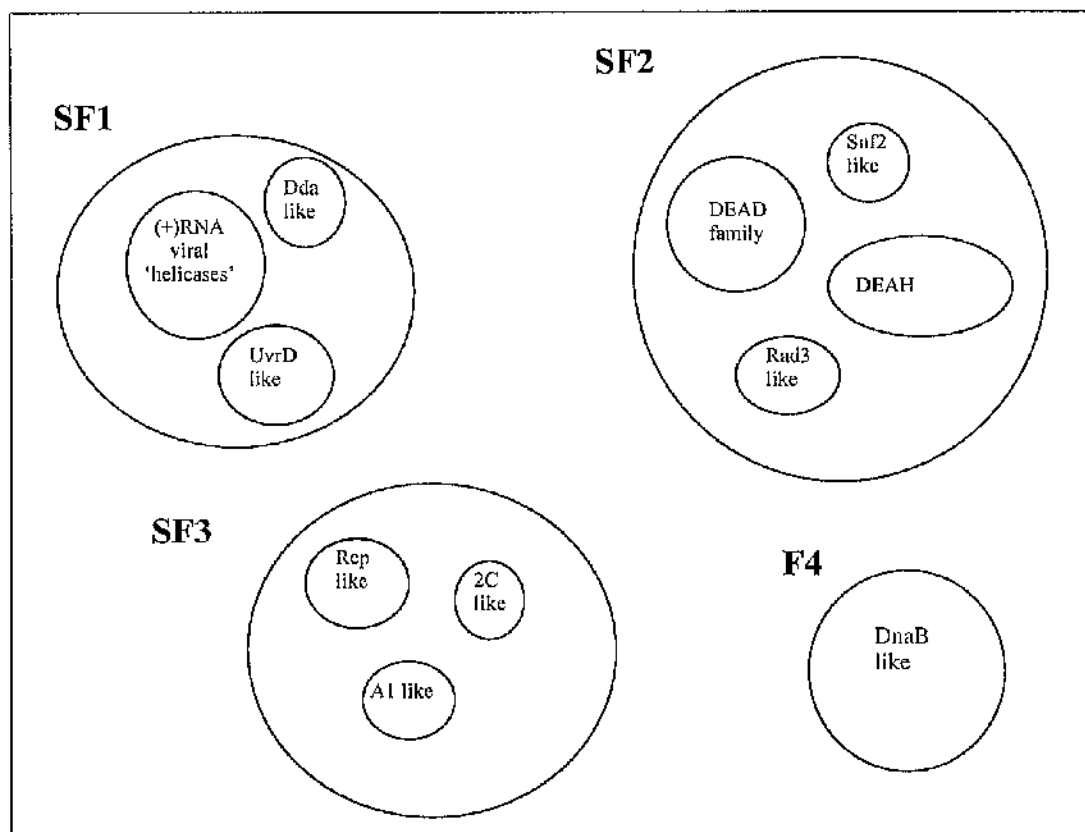 SF1
Dda
like
(+)RNA
viral
'helicases'
UvrD
like
SF2
Snf2
like
DEAD
family
DEAH
Rad3
like
SF3
Rep
like
2C
like
A1 like
F4
DnaB
like